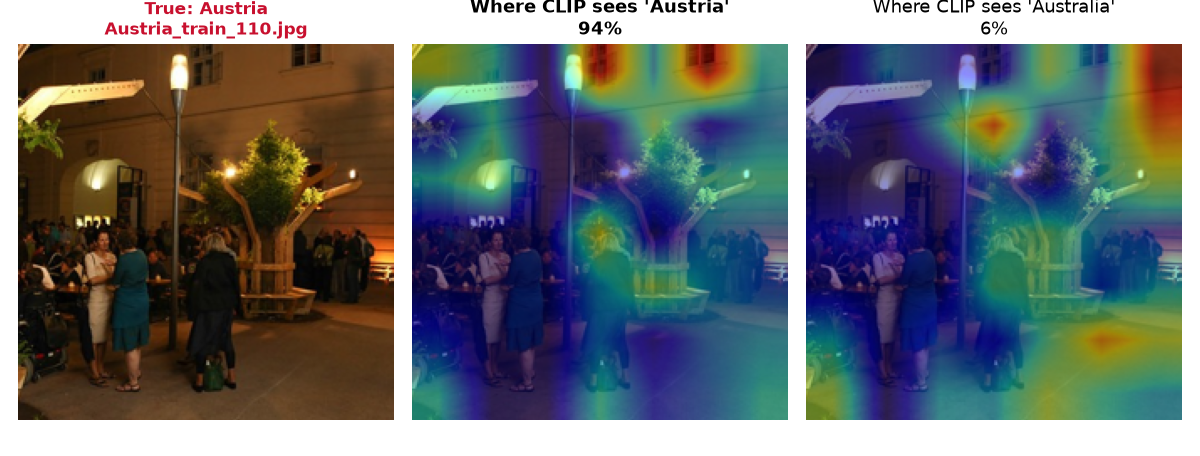 True: Austria
Austria_train_110.jpg
Where CLIP sees 'Austria'
94%
Where CLIP sees 'Australia'
6%